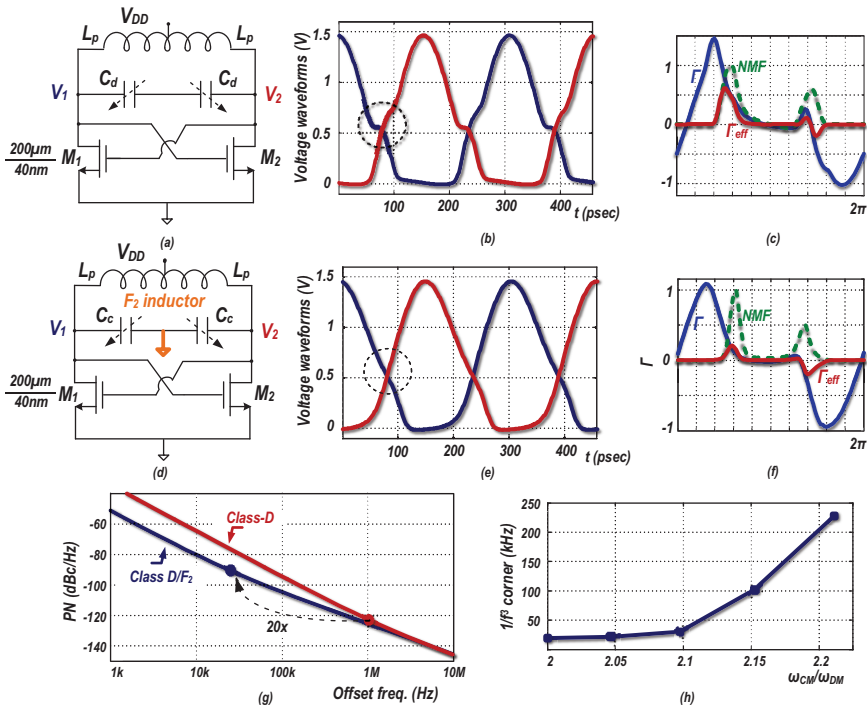 V_DD
L_p L_p
C_d C_d
V_1 V_2
200µm
40nm
M_1 M_2
(a)
Voltage waveforms (V)
1.5
1
0.5
0
100 200 300 400
t (psec)
(b)
1
0
-1
Γ
NMF
Γ_eff
2π
(c)
V_DD
L_p L_p
F_2 inductor
C_c C_c
V_1 V_2
200µm
40nm
M_1 M_2
(d)
Voltage waveforms (V)
1.5
1
0.5
0
100 200 300 400
t (psec)
(e)
Γ
1
0
-1
Γ
NMF
Γ_eff
2π
(f)
PN (dBc/Hz)
-60
-80
-100
-120
-140
Class-D
Class D/F_2
20x
1k 10k 100k 1M 10M
Offset freq. (Hz)
(g)
1/f³ corner (kHz)
250
200
150
100
50
2 2.05 2.1 2.15 2.2
ω_CM/ω_DM
(h)